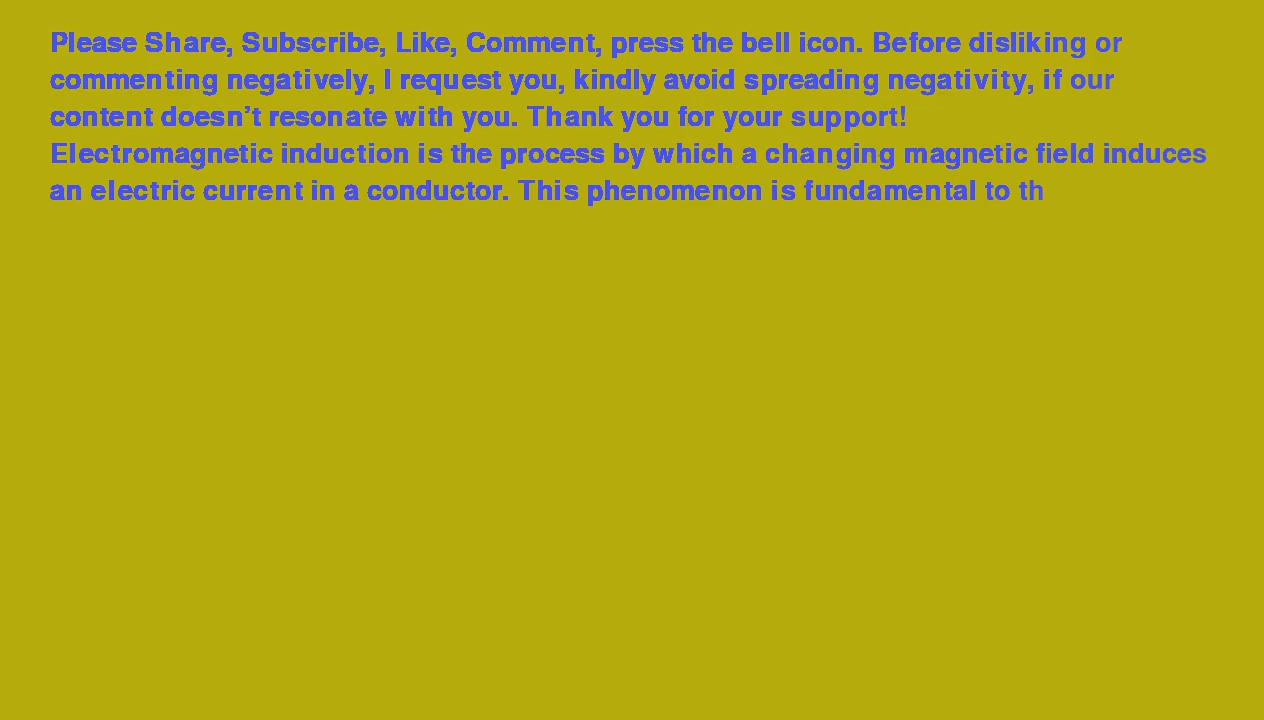 Please Share, Subscribe, Like, Comment, press the bell icon. Before disliking or
commenting negatively, I request you, kindly avoid spreading negativity, if our
content doesn't resonate with you. Thank you for your support!
Electromagnetic induction is the process by which a changing magnetic field induces
an electric current in a conductor. This phenomenon is fundamental to th